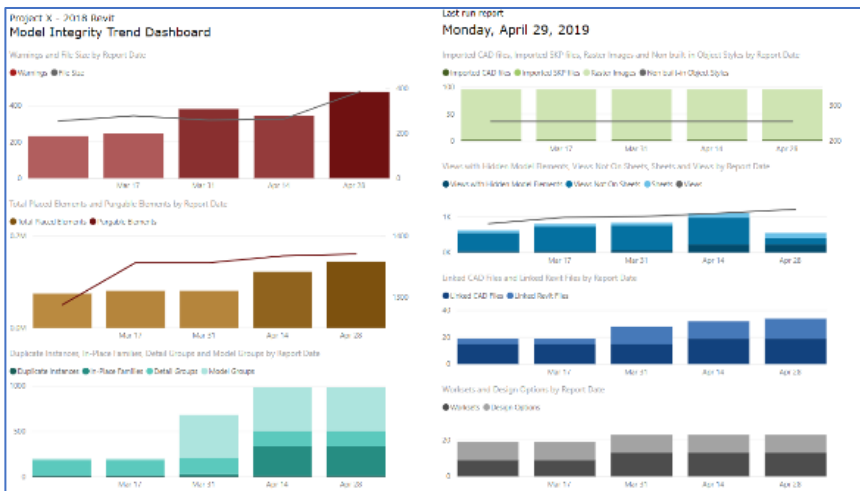 Project X - 2018 Revit
Model Integrity Trend Dashboard
Warnings and File Size by Report Date
Warnings File Size
400
200
0
400
200
0
Mar 17 Mar 31 Apr 14 Apr 28
Total Placed Elements and Purgable Elements by Report Date
Total Placed Elements Purgable Elements
0.2M
0.0M
1400
1300
Mar 17 Mar 31 Apr 14 Apr 28
Duplicate Instances, In-Place Families, Detail Groups and Model Groups by Report Date
Duplicate Instances In-Place Families Detail Groups Model Groups
1000
500
0
Mar 17 Mar 31 Apr 14 Apr 28
Last run report
Monday, April 29, 2019
Imported CAD files, Imported SKP files, Raster Images and Non built-in Object Styles by Report Date
Imported CAD files Imported SKP files Raster Images Non built-in Object Styles
100
50
0
300
200
Mar 17 Mar 31 Apr 14 Apr 28
Views with Hidden Model Elements, Views Not On Sheets, Sheets and Views by Report Date
Views with Hidden Model Elements Views Not On Sheets Sheets Views
1K
0K
Mar 17 Mar 31 Apr 14 Apr 28
Linked CAD Files and Linked Revit Files by Report Date
Linked CAD Files Linked Revit Files
40
20
0
Mar 17 Mar 31 Apr 14 Apr 28
Worksets and Design Options by Report Date
Worksets Design Options
20
0
Mar 17 Mar 31 Apr 14 Apr 28